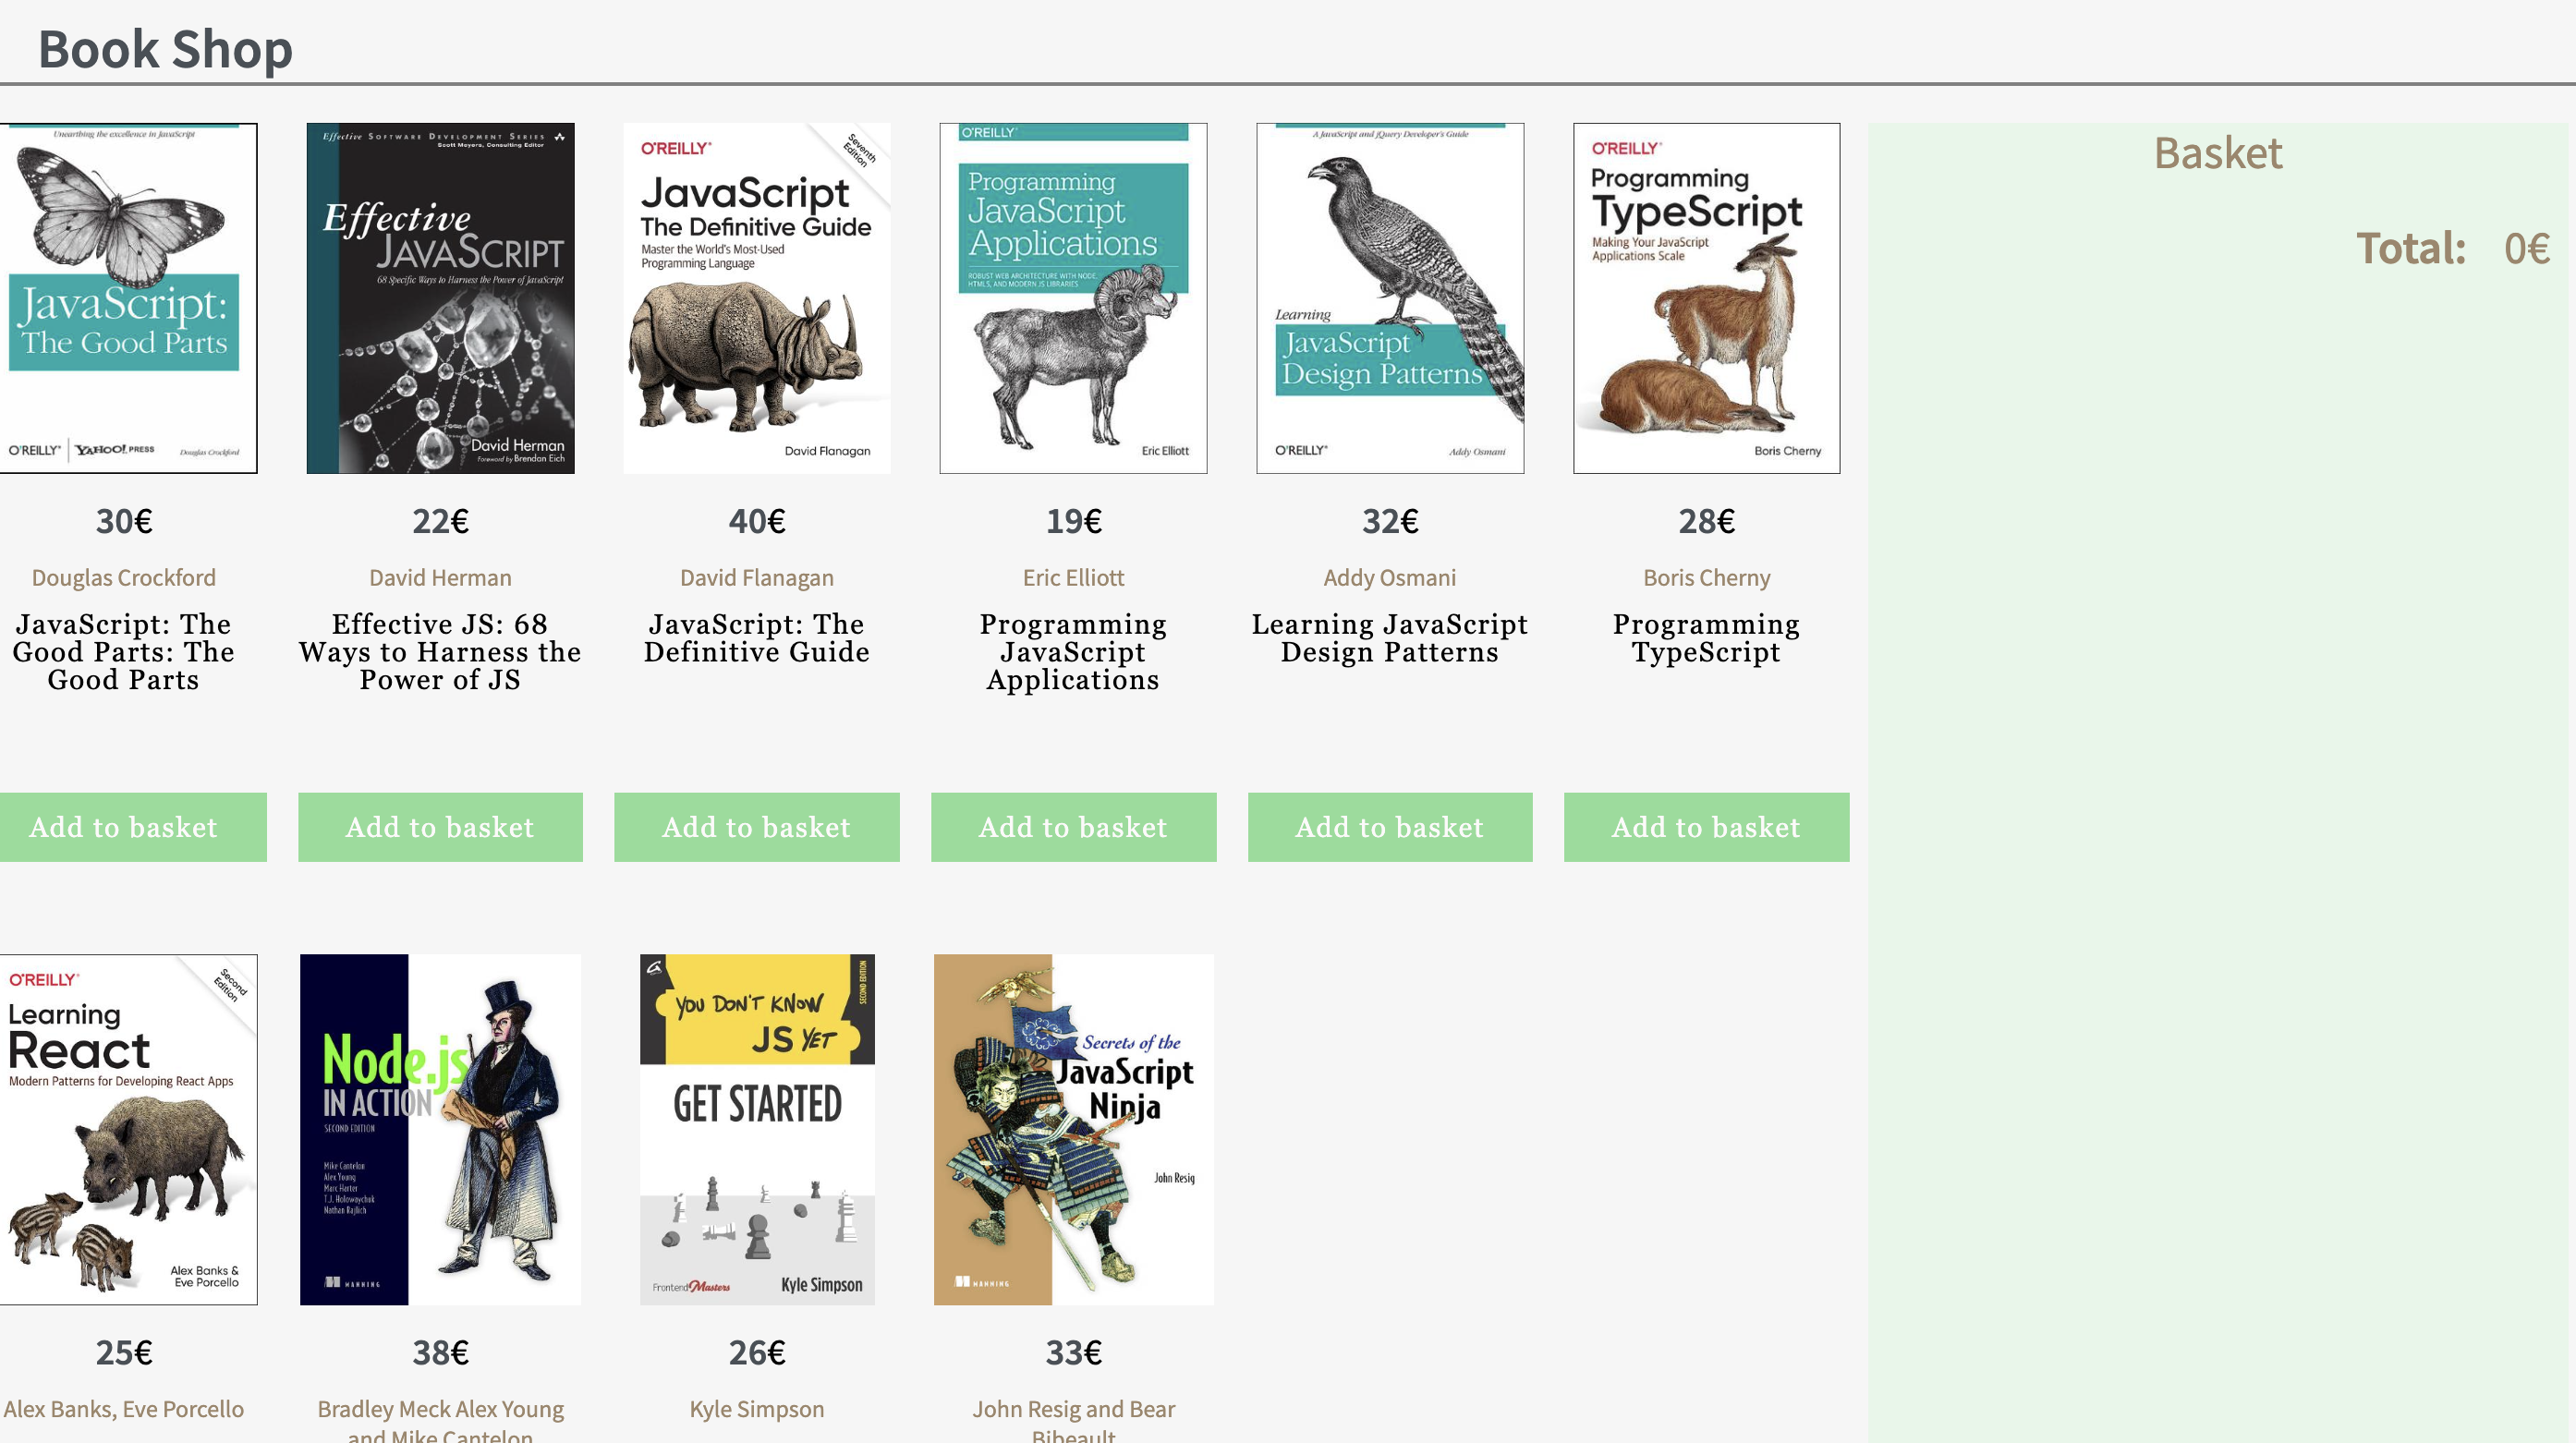 Book Shop
Unearthing the excellence in JavaScript
JavaScript:
The Good Parts
O'REILLY® YAHOO! PRESS Douglas Crockford
Effective SOFTWARE DEVELOPMENT SERIES
Scott Meyers, Consulting Editor
Effective
JAVASCRIPT
68 Specific Ways to Harness the Power of JavaScript
David Herman
Foreword by Brendan Eich
O'REILLY®
Seventh
Edition
JavaScript
The Definitive Guide
Master the World's Most-Used
Programming Language
David Flanagan
O'REILLY®
Programming
JavaScript
Applications
ROBUST WEB ARCHITECTURE WITH NODE,
HTML5, AND MODERN JS LIBRARIES
Eric Elliott
A JavaScript and jQuery Developer's Guide
Learning
JavaScript
Design Patterns
O'REILLY® Addy Osmani
O'REILLY®
Programming
TypeScript
Making Your JavaScript
Applications Scale
Boris Cherny
Basket
Total: 0€
30€
22€
40€
19€
32€
28€
Douglas Crockford
David Herman
David Flanagan
Eric Elliott
Addy Osmani
Boris Cherny
JavaScript: The
Good Parts: The
Good Parts
Effective JS: 68
Ways to Harness the
Power of JS
JavaScript: The
Definitive Guide
Programming
JavaScript
Applications
Learning JavaScript
Design Patterns
Programming
TypeScript
Add to basket
Add to basket
Add to basket
Add to basket
Add to basket
Add to basket
O'REILLY®
Second
Edition
Learning
React
Modern Patterns for Developing React Apps
Alex Banks &
Eve Porcello
Node.js
IN ACTION
SECOND EDITION
Mike Cantelon
Alex Young
Marc Harter
T.J. Holowaychuk
Nathan Rajlich
MANNING
SECOND EDITION
YOU DON'T KNOW
JS YET
GET STARTED
FrontendMasters Kyle Simpson
Secrets of the
JavaScript
Ninja
John Resig
MANNING
25€
38€
26€
33€
Alex Banks, Eve Porcello
Bradley Meck Alex Young
and Mike Cantelon
Kyle Simpson
John Resig and Bear
Bibeault